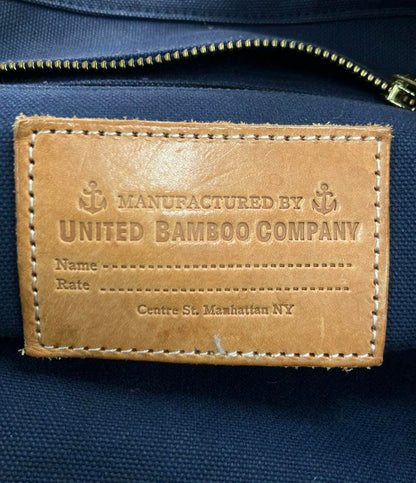 MANUFACTURED BY
UNITED BAMBOO COMPANY
Name ------------------------------
Rate ------------------------------
Centre St. Manhattan NY